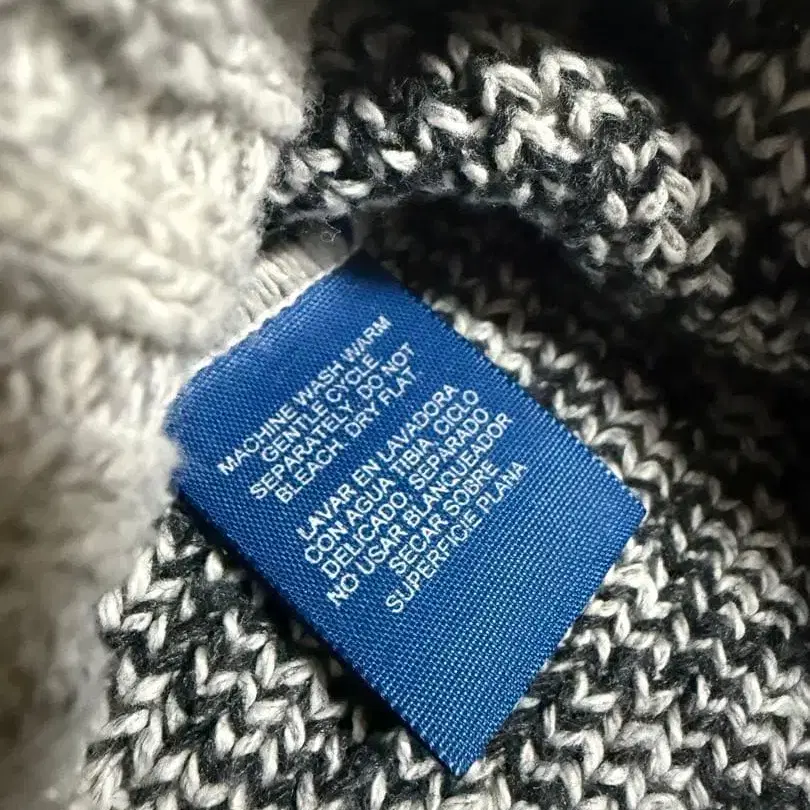 MACHINE WASH WARM
GENTLE CYCLE
SEPARATELY. DO NOT
BLEACH. DRY FLAT
LAVAR EN LAVADORA
CON AGUA TIBIA, CICLO
DELICADO, SEPARADO
NO USAR BLANQUEADOR
SECAR SOBRE
SUPERFICIE PLANA